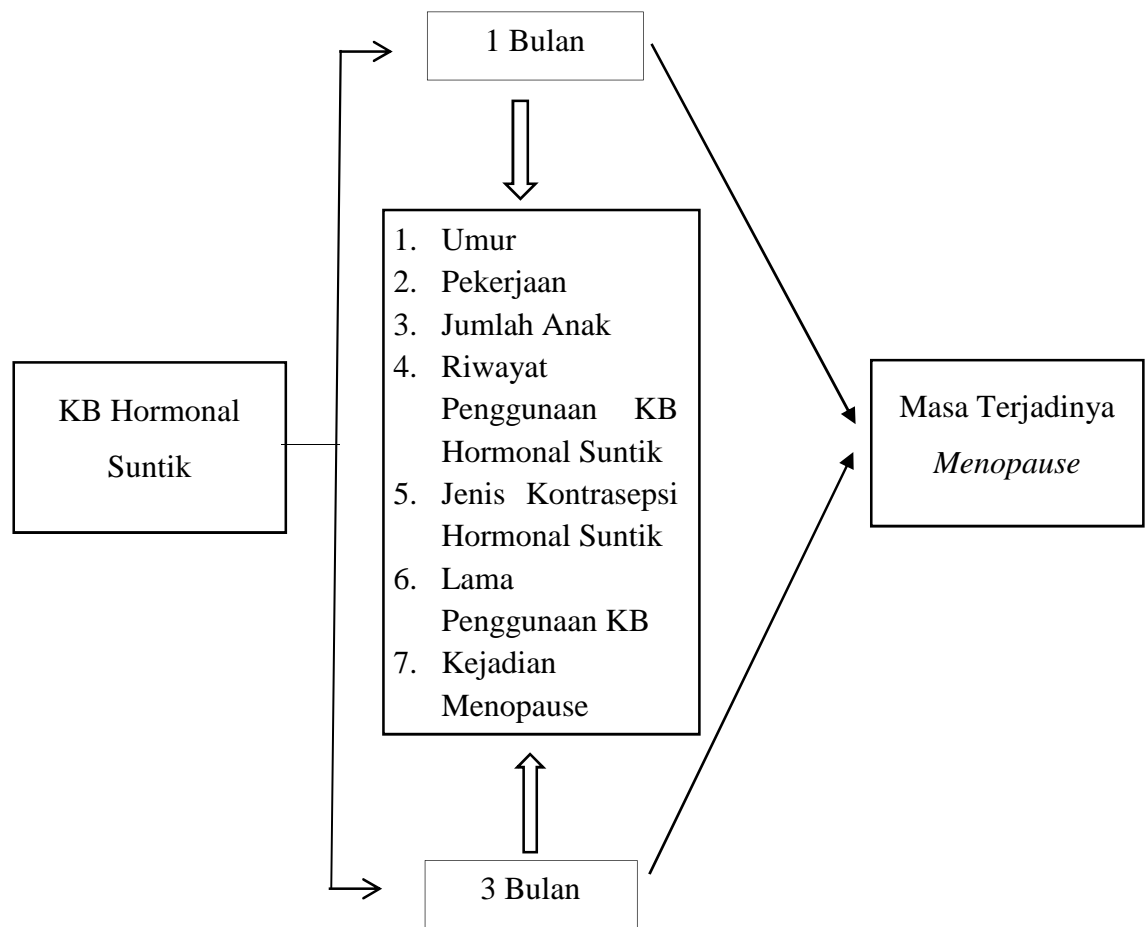 1 Bulan
1. Umur
2. Pekerjaan
3. Jumlah Anak
4. Riwayat
Penggunaan KB
Hormonal Suntik
5. Jenis Kontrasepsi
Hormonal Suntik
6. Lama
Penggunaan KB
7. Kejadian
Menopause
KB Hormonal
Suntik
Masa Terjadinya
Menopause
3 Bulan